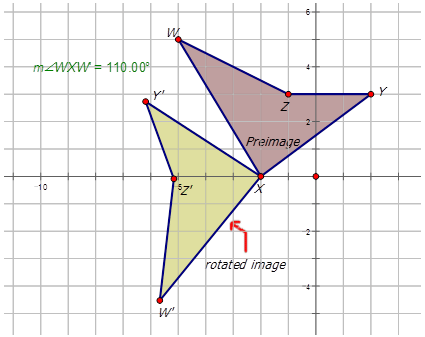 6
W
m∠WXW' = 110.00°
4
Y'
Y
Z
2
Preimage
-10
-5
Z'
X
2
rotated image
4
W'